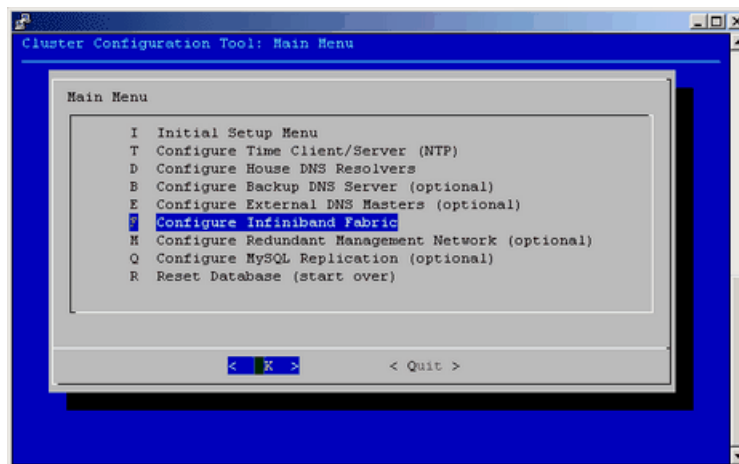 Cluster Configuration Tool: Main Menu
Main Menu
I Initial Setup Menu
T Configure Time Client/Server (NTP)
D Configure House DNS Resolvers
B Configure Backup DNS Server (optional)
E Configure External DNS Masters (optional)
F Configure Infiniband Fabric
M Configure Redundant Management Network (optional)
Q Configure MySQL Replication (optional)
R Reset Database (start over)
< OK > < Quit >